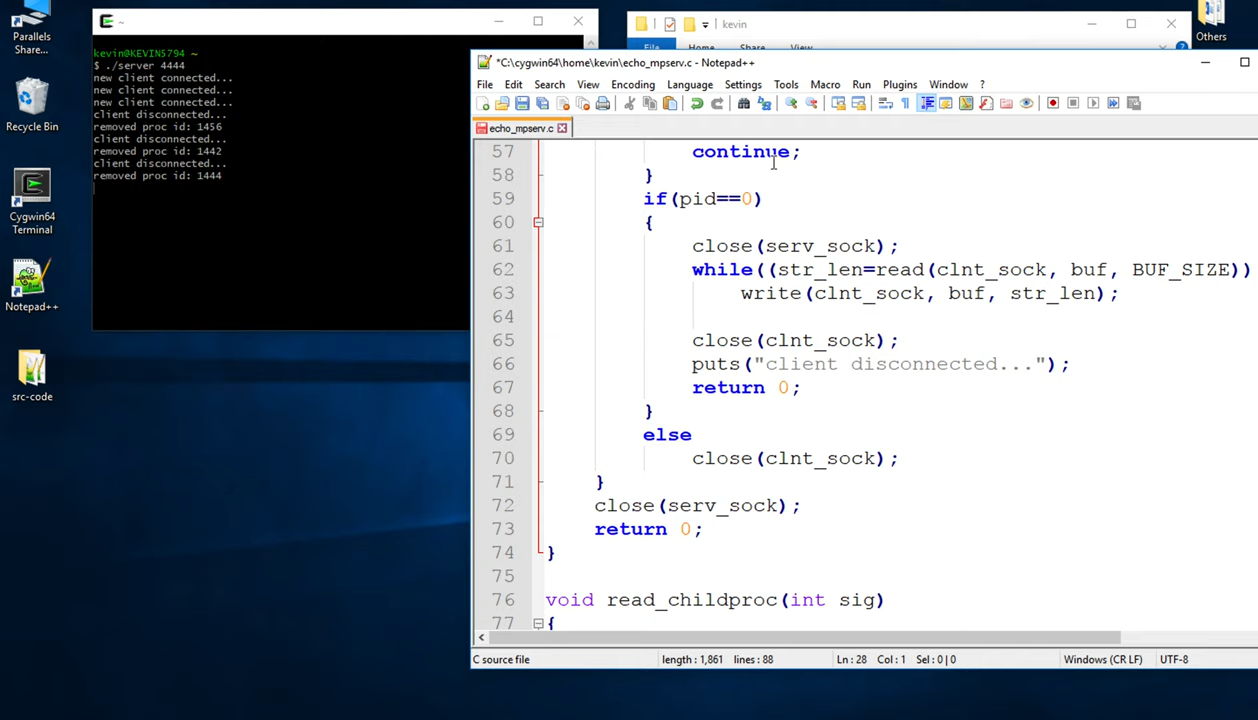 Parallels
Share...
Recycle Bin
Cygwin64
Terminal
Notepad++
src-code
Others
~
kevin@KEVIN5794 ~
$ ./server 4444
new client connected...
new client connected...
new client connected...
client disconnected...
removed proc id: 1456
client disconnected...
removed proc id: 1442
client disconnected...
removed proc id: 1444
kevin
File Home Share View
*C:\cygwin64\home\kevin\echo_mpserv.c - Notepad++
File Edit Search View Encoding Language Settings Tools Macro Run Plugins Window ?
echo_mpserv.c
57 continue;
58 }
59 if(pid==0)
60 {
61 close(serv_sock);
62 while((str_len=read(clnt_sock, buf, BUF_SIZE))
63 write(clnt_sock, buf, str_len);
64
65 close(clnt_sock);
66 puts("client disconnected...");
67 return 0;
68 }
69 else
70 close(clnt_sock);
71 }
72 close(serv_sock);
73 return 0;
74 }
75
76 void read_childproc(int sig)
77 {
C source file length : 1,861 lines : 88 Ln : 28 Col : 1 Sel : 0 | 0 Windows (CR LF) UTF-8